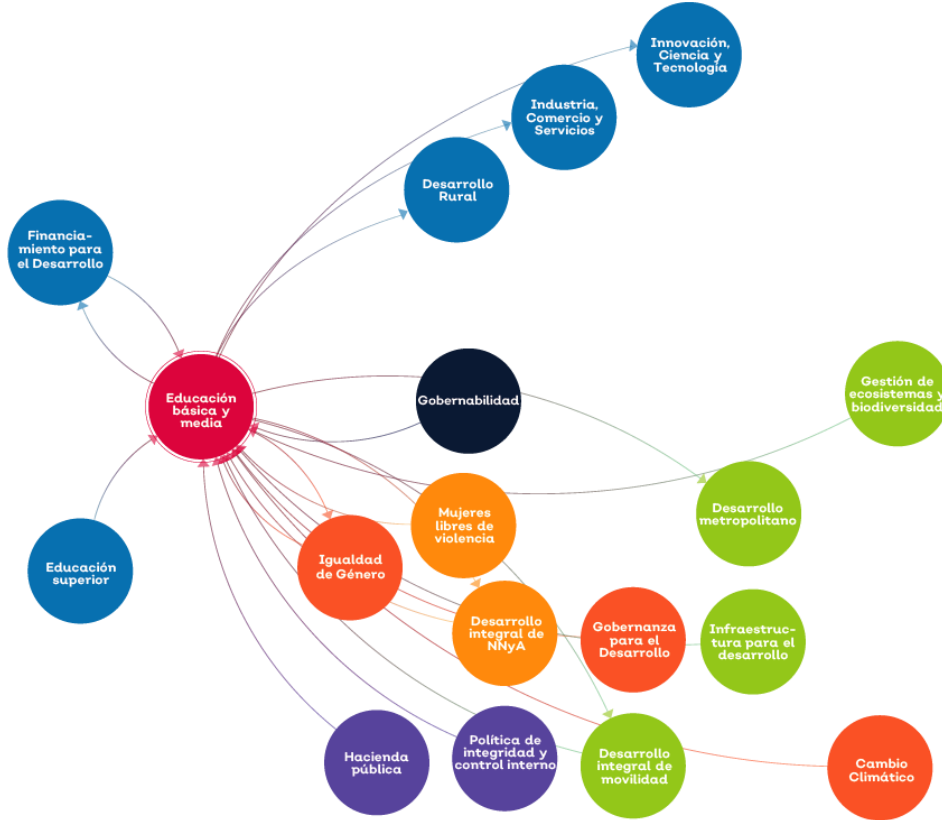 Innovación,
Ciencia y
Tecnología
Industria,
Comercio y
Servicios
Desarrollo
Rural
Financia-
miento para
el Desarrollo
Educación
básica y
media
Gobernabilidad
Gestión de
ecosistemas y
biodiversidad
Mujeres
libres de
violencia
Desarrollo
metropolitano
Educación
superior
Igualdad
de Género
Desarrollo
integral de
NNyA
Gobernanza
para el
Desarrollo
Infraestruc-
tura para el
desarrollo
Hacienda
pública
Política de
integridad y
control interno
Desarrollo
integral de
movilidad
Cambio
Climático